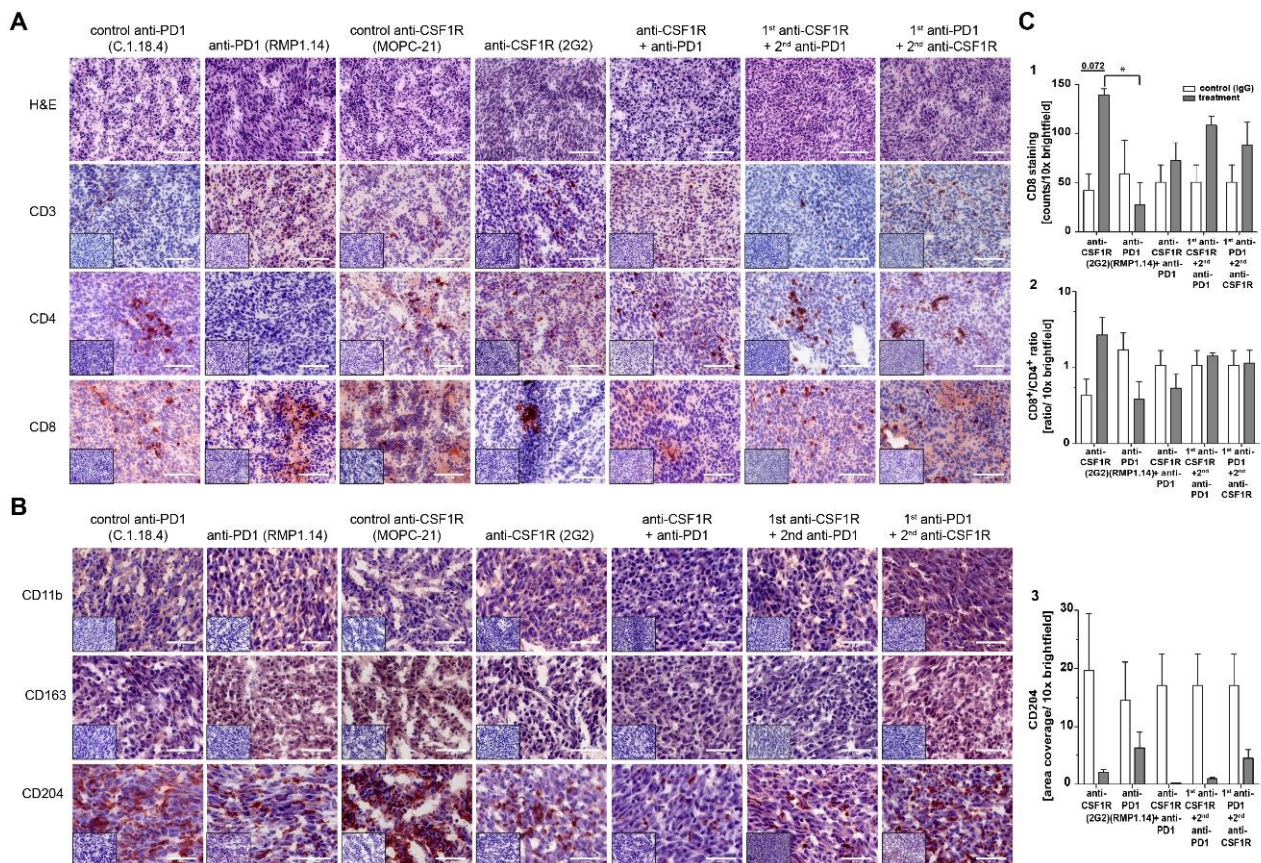 A
control anti-PD1
(C.1.18.4)
anti-PD1 (RMP1.14)
control anti-CSF1R
(MOPC-21)
anti-CSF1R (2G2)
anti-CSF1R
+ anti-PD1
1st anti-CSF1R
+ 2nd anti-PD1
1st anti-PD1
+ 2nd anti-CSF1R
H&E
CD3
CD4
CD8
B
control anti-PD1
(C.1.18.4)
anti-PD1 (RMP1.14)
control anti-CSF1R
(MOPC-21)
anti-CSF1R (2G2)
anti-CSF1R
+ anti-PD1
1st anti-CSF1R
+ 2nd anti-PD1
1st anti-PD1
+ 2nd anti-CSF1R
CD11b
CD163
CD204
C
1
0.072
*
control (IgG)
treatment
150
100
50
0
CD8 staining
[counts/10x brightfield]
anti-
CSF1R
(2G2)
anti-
PD1
(RMP1.14)
anti-
CSF1R
+ anti-
PD1
1st anti-
CSF1R
+2nd
anti-
PD1
1st anti-
PD1
+2nd
anti-
CSF1R
2
10
1
10
CD8+/CD4+ ratio
[ratio/ 10x brightfield]
anti-
CSF1R
(2G2)
anti-
PD1
(RMP1.14)
anti-
CSF1R
+ anti-
PD1
1st anti-
CSF1R
+2nd
anti-
PD1
1st anti-
PD1
+2nd
anti-
CSF1R
3
30
20
10
0
CD204
[area coverage/ 10x brightfield]
anti-
CSF1R
(2G2)
anti-
PD1
(RMP1.14)
anti-
CSF1R
+ anti-
PD1
1st anti-
CSF1R
+2nd
anti-
PD1
1st anti-
PD1
+2nd
anti-
CSF1R